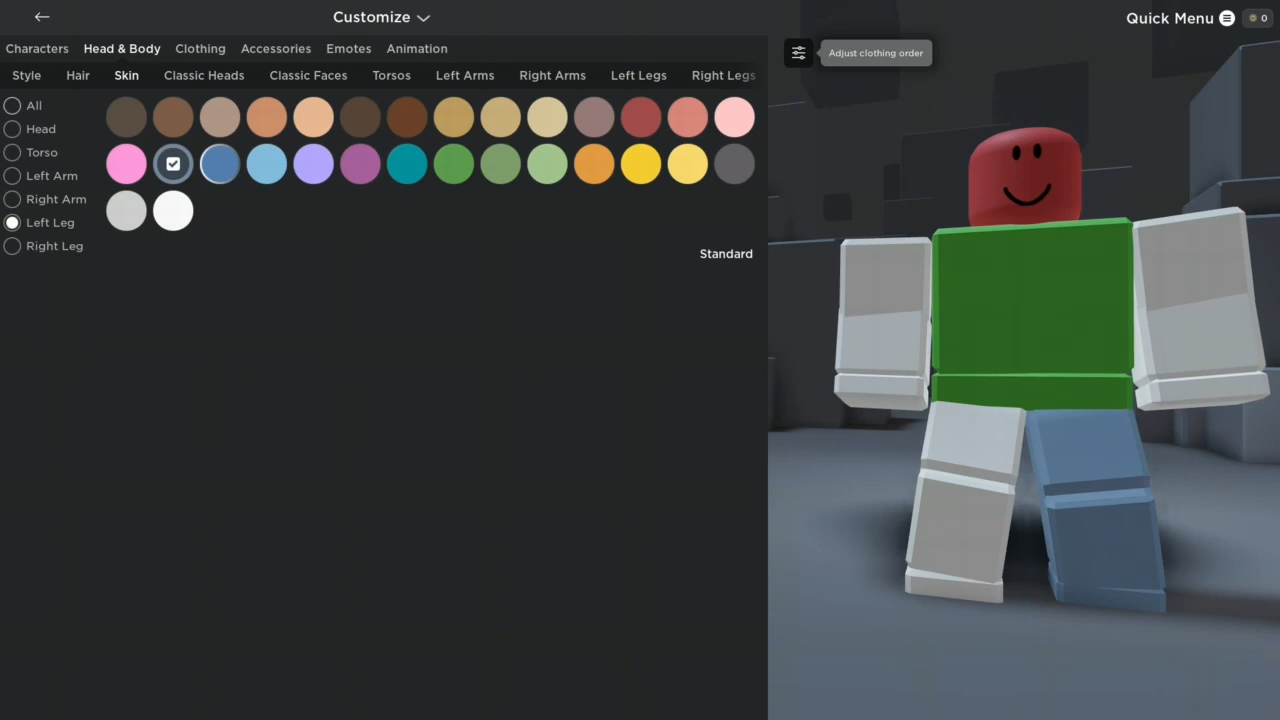 Customize
Quick Menu
0
Characters Head & Body Clothing Accessories Emotes Animation
Adjust clothing order
Style Hair Skin Classic Heads Classic Faces Torsos Left Arms Right Arms Left Legs Right Legs
All
Head
Torso
Left Arm
Right Arm
Left Leg
Right Leg
Standard